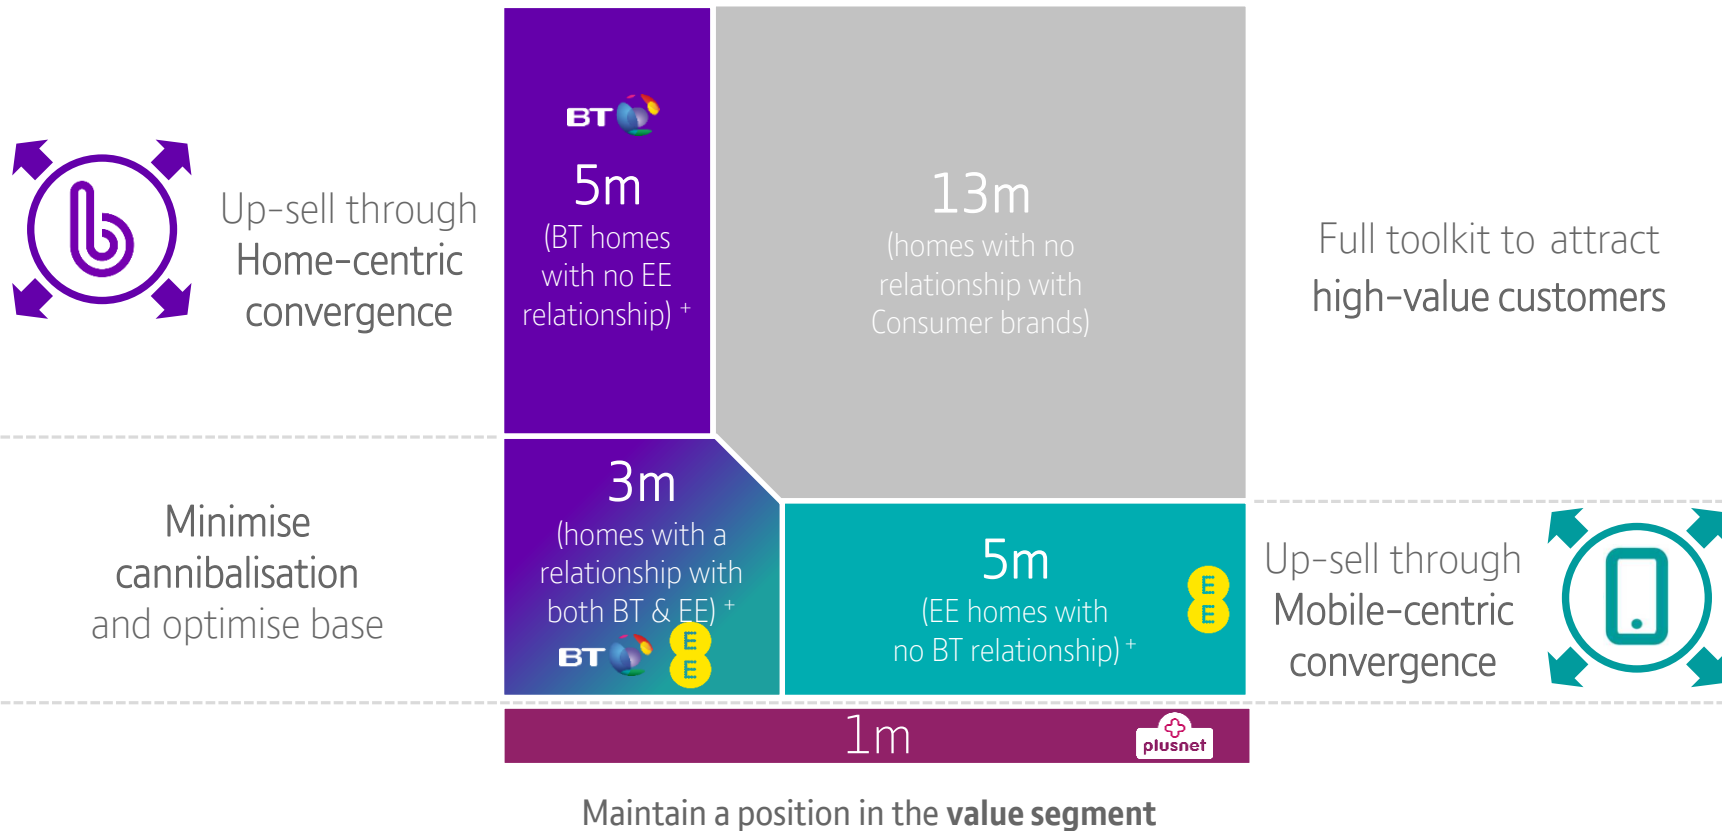 BT
5m
(BT homes
with no EE
relationship) +
13m
(homes with no
relationship with
Consumer brands)
Up-sell through
Home-centric
convergence
Full toolkit to attract
high-value customers
Minimise
cannibalisation
and optimise base
3m
(homes with a
relationship with
both BT & EE) +
BT
E
E
5m
(EE homes with
no BT relationship) +
E
E
Up-sell through
Mobile-centric
convergence
1m
plusnet
Maintain a position in the value segment